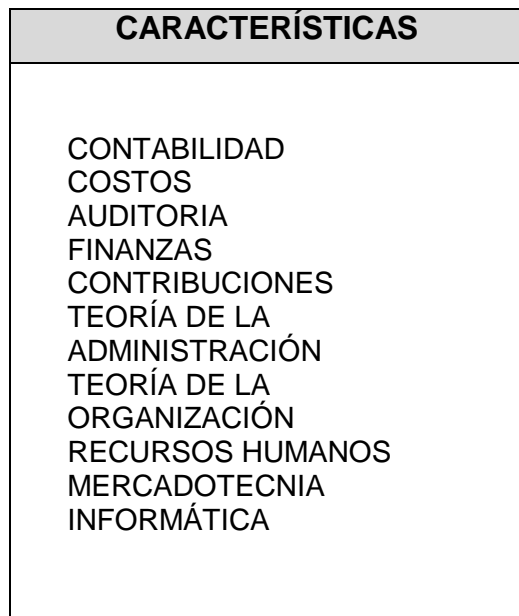 CARACTERÍSTICAS
CONTABILIDAD
COSTOS
AUDITORIA
FINANZAS
CONTRIBUCIONES
TEORÍA DE LA
ADMINISTRACIÓN
TEORÍA DE LA
ORGANIZACIÓN
RECURSOS HUMANOS
MERCADOTECNIA
INFORMÁTICA